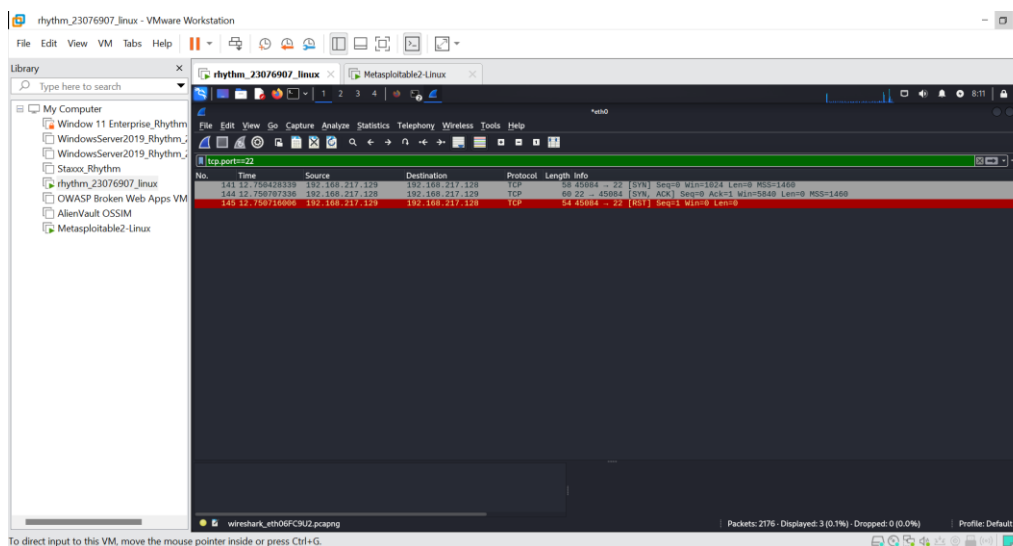 rhythm_23076907_linux - VMware Workstation
File Edit View VM Tabs Help
Library
Type here to search
My Computer
Window 11 Enterprise_Rhythm
WindowsServer2019_Rhythm_2
WindowsServer2019_Rhythm_2
Staxxx_Rhythm
rhythm_23076907_linux
OWASP Broken Web Apps VM
AlienVault OSSIM
Metasploitable2-Linux
rhythm_23076907_linux Metasploitable2-Linux
1 2 3 4 8:11
*eth0
File Edit View Go Capture Analyze Statistics Telephony Wireless Tools Help
tcp.port==22
No. Time Source Destination Protocol Length Info
141 12.750428339 192.168.217.129 192.168.217.128 TCP 58 45084 → 22 [SYN] Seq=0 Win=1024 Len=0 MSS=1460
144 12.750707336 192.168.217.128 192.168.217.129 TCP 60 22 → 45084 [SYN, ACK] Seq=0 Ack=1 Win=5840 Len=0 MSS=1460
145 12.750716006 192.168.217.129 192.168.217.128 TCP 54 45084 → 22 [RST] Seq=1 Win=0 Len=0
wireshark_eth06FC9U2.pcapng Packets: 2176 · Displayed: 3 (0.1%) · Dropped: 0 (0.0%) Profile: Default
To direct input to this VM, move the mouse pointer inside or press Ctrl+G.